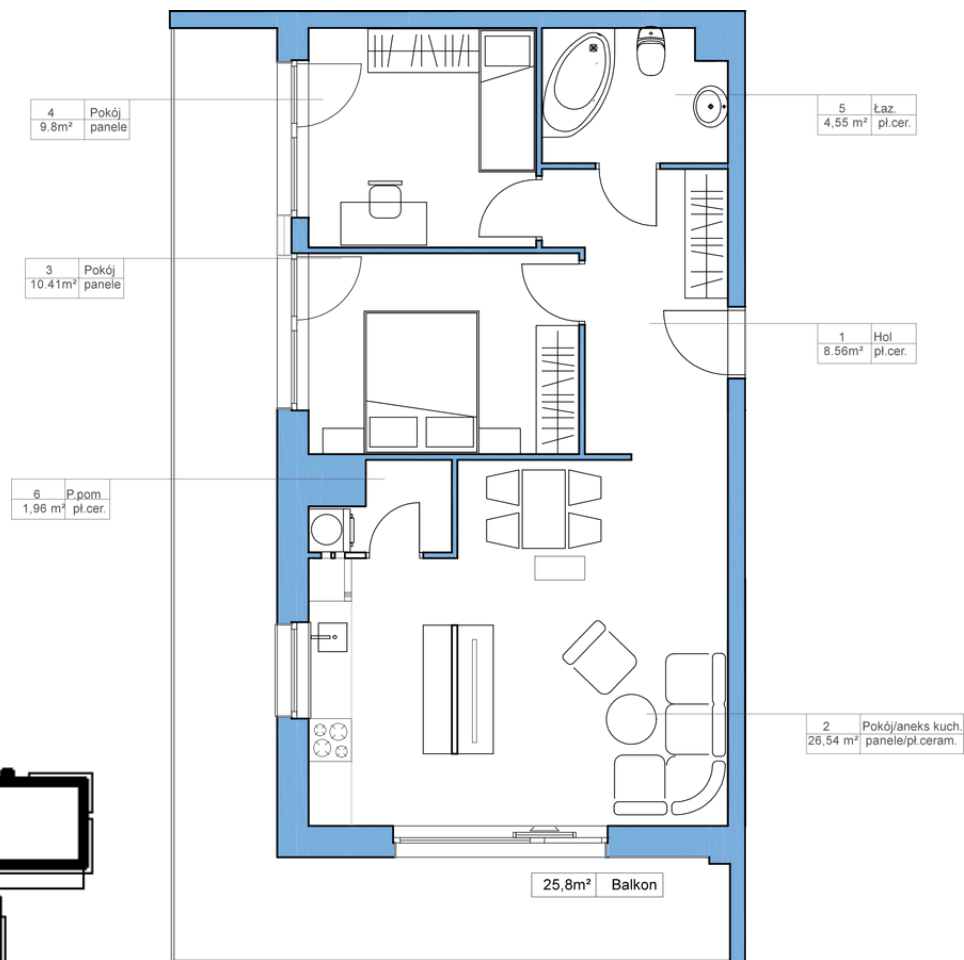 4 Pokój
9.8m² panele
5 Łaz.
4,55 m² pł.cer.
3 Pokój
10.41m² panele
1 Hol
8.56m² pł.cer.
6 P.pom
1,96 m² pł.cer.
2 Pokój/aneks kuch.
26,54 m² panele/pł.ceram.
25,8m² Balkon